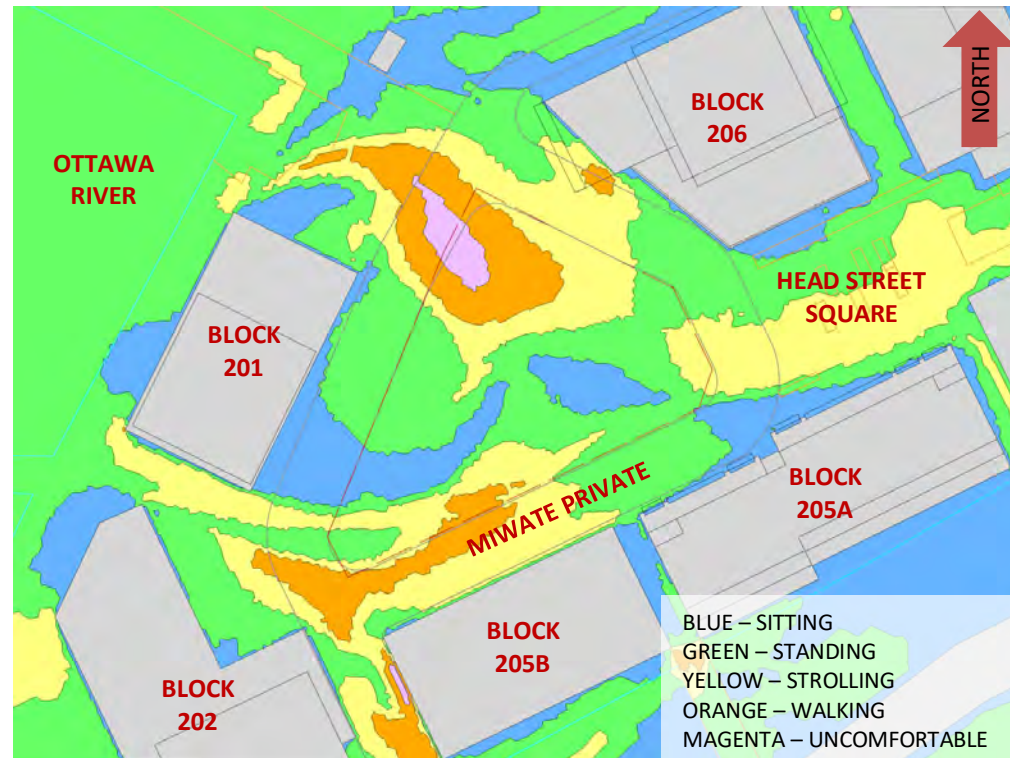 NORTH
BLOCK
206
OTTAWA
RIVER
HEAD STREET
SQUARE
BLOCK
201
MIWATE PRIVATE
BLOCK
205A
BLOCK
205B
BLOCK
202
BLUE – SITTING
GREEN – STANDING
YELLOW – STROLLING
ORANGE – WALKING
MAGENTA – UNCOMFORTABLE